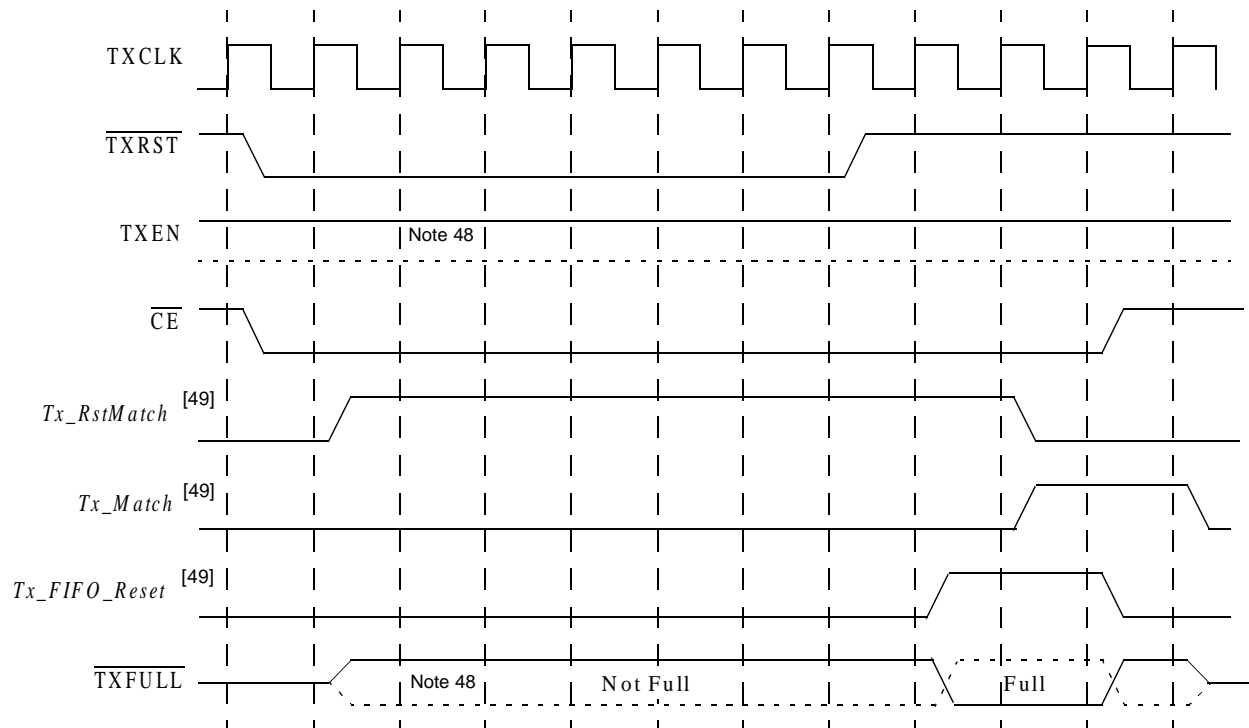 TXCLK
TXRST
TXEN
Note 48
CE
Tx_RstMatch [49]
Tx_Match [49]
Tx_FIFO_Reset [49]
TXFULL
Note 48
Not Full
Full